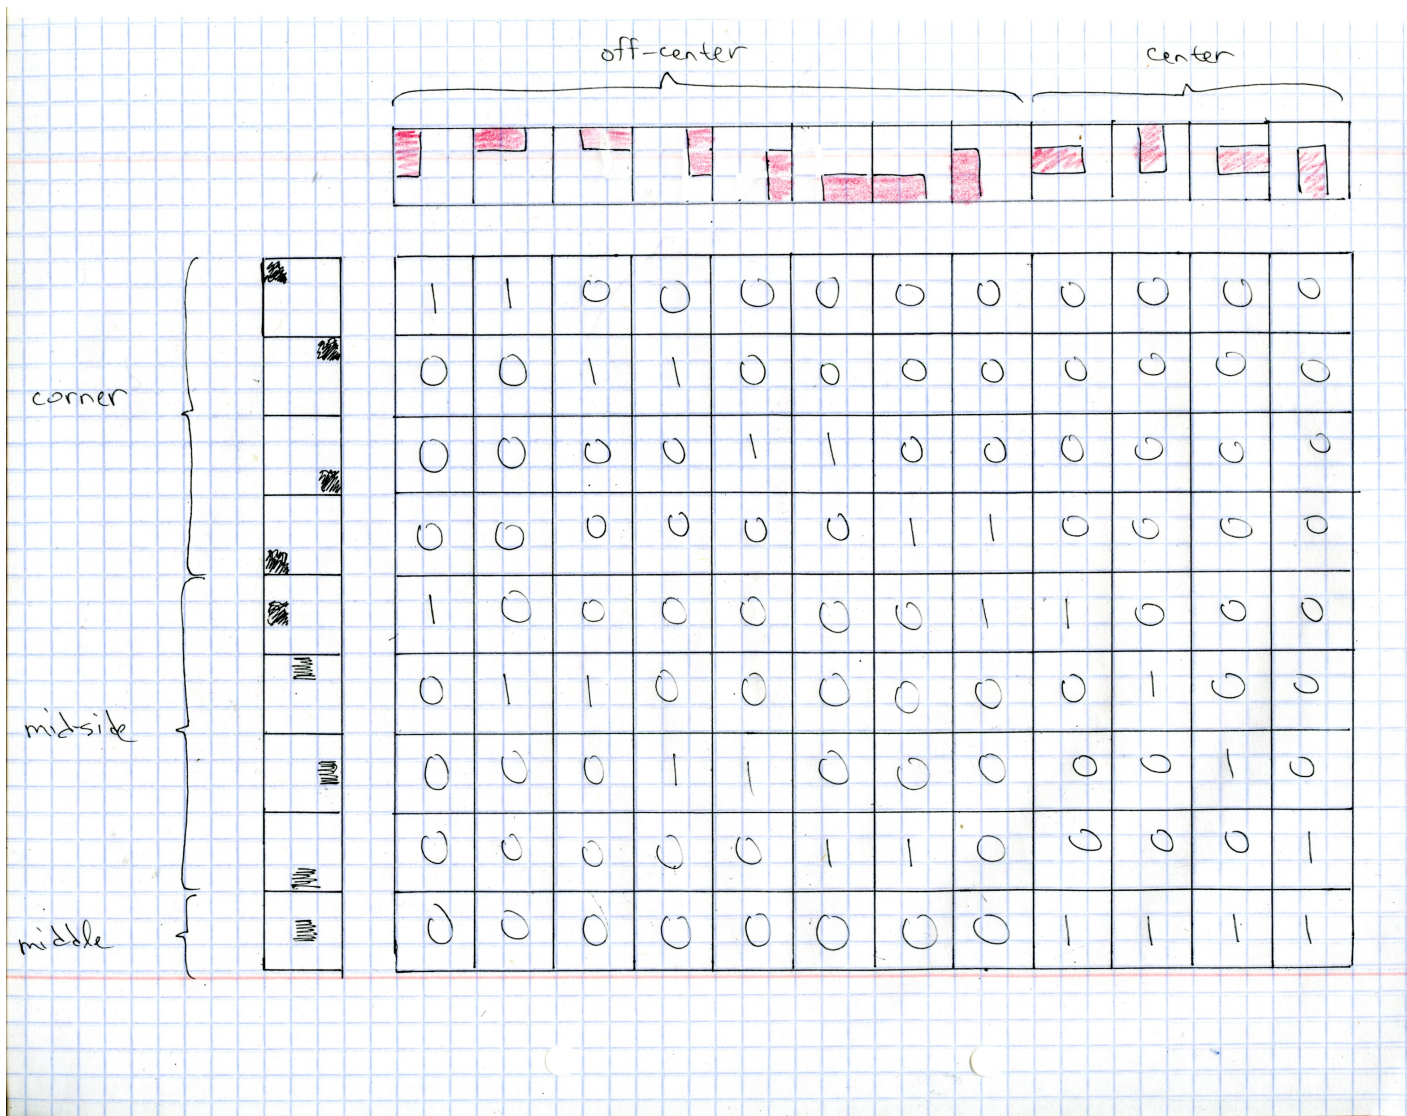 off-center center
1 1 0 0 0 0 0 0 0 0 0 0
corner 0 0 1 1 0 0 0 0 0 0 0 0
0 0 0 0 1 1 0 0 0 0 0 0
0 0 0 0 0 0 1 1 0 0 0 0
1 0 0 0 0 0 0 1 1 0 0 0
mid-side 0 1 1 0 0 0 0 0 0 1 0 0
0 0 0 1 1 0 0 0 0 0 1 0
0 0 0 0 0 1 1 0 0 0 0 1
middle 0 0 0 0 0 0 0 0 1 1 1 1